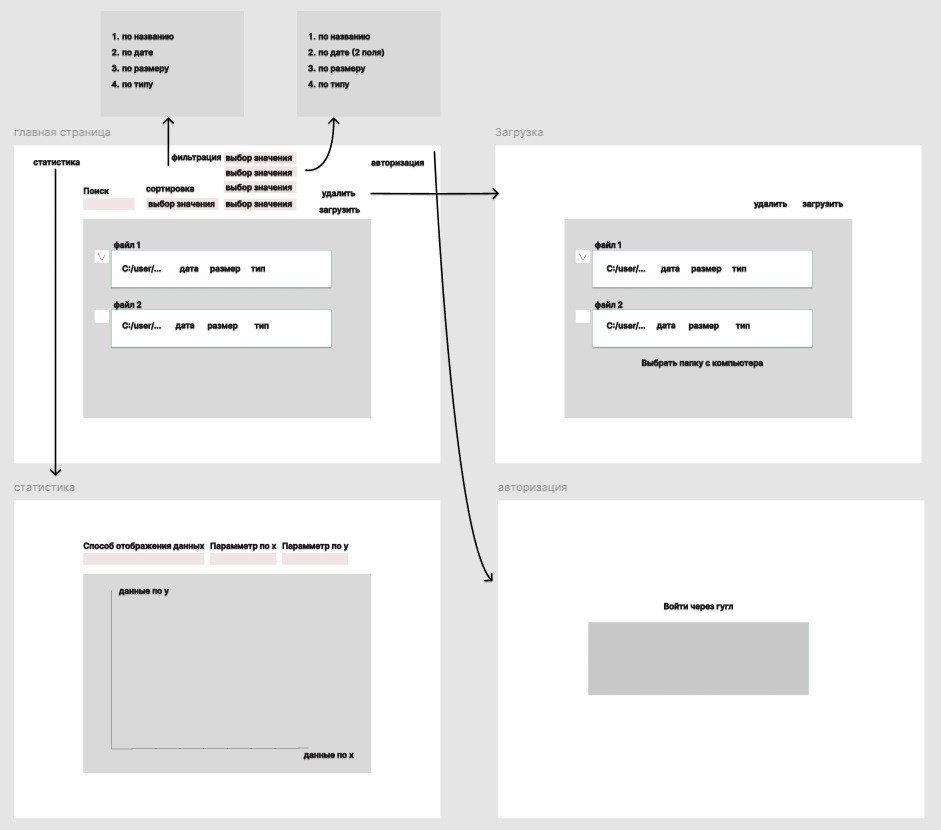 1. по названию
2. по дате
3. по размеру
4. по типу
1. по названию
2. по дате (2 поля)
3. по размеру
4. по типу
главная страница
статистика
фильтрация
выбор значения
выбор значения
выбор значения
выбор значения
авторизация
Поиск
сортировка
выбор значения
удалить
загрузить
файл 1
V
C:/user/... дата размер тип
файл 2
C:/user/... дата размер тип
Загрузка
удалить загрузить
файл 1
V
C:/user/... дата размер тип
файл 2
C:/user/... дата размер тип
Выбрать папку с компьютера
статистика
Способ отображения данных Парамметр по х Парамметр по у
данные по у
данные по х
авторизация
Войти через гугл